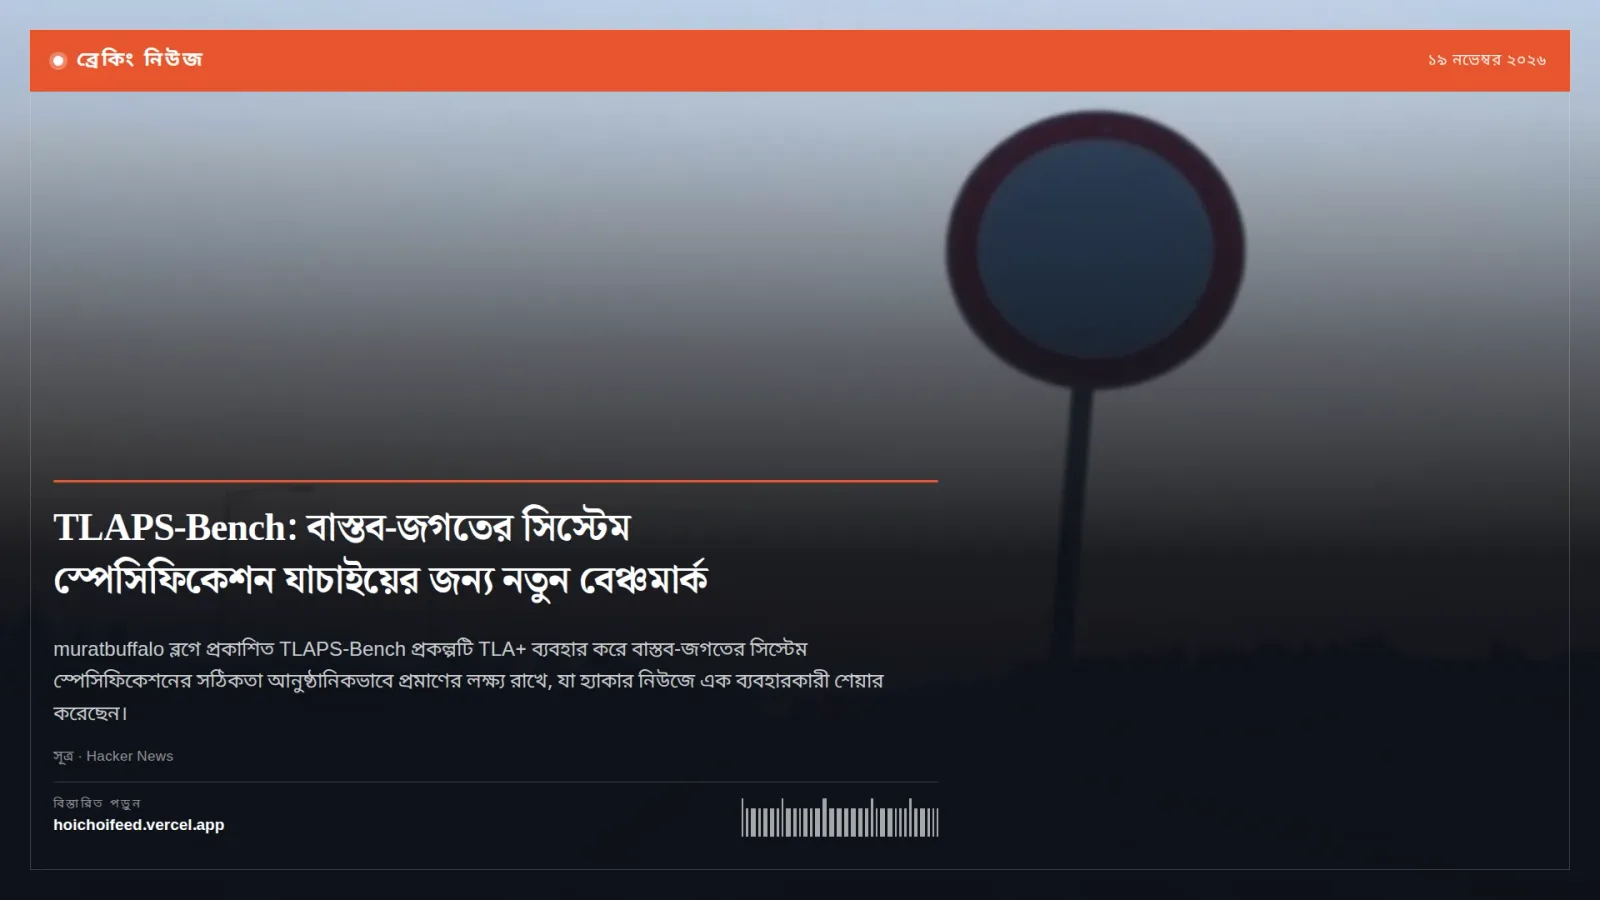 ব্রেকিং নিউজ
১৯ নভেম্বর ২০২৬
TLAPS-Bench: বাস্তব-জগতের সিস্টেম
স্পেসিফিকেশন যাচাইয়ের জন্য নতুন বেঞ্চমার্ক
muratbuffalo ব্লগে প্রকাশিত TLAPS-Bench প্রকল্পটি TLA+ ব্যবহার করে বাস্তব-জগতের সিস্টেম
স্পেসিফিকেশনের সঠিকতা আনুষ্ঠানিকভাবে প্রমাণের লক্ষ্য রাখে, যা হ্যাকার নিউজে এক ব্যবহারকারী শেয়ার
করেছেন।
সূত্র · Hacker News
বিস্তারিত পড়ুন
hoichoifeed.vercel.app